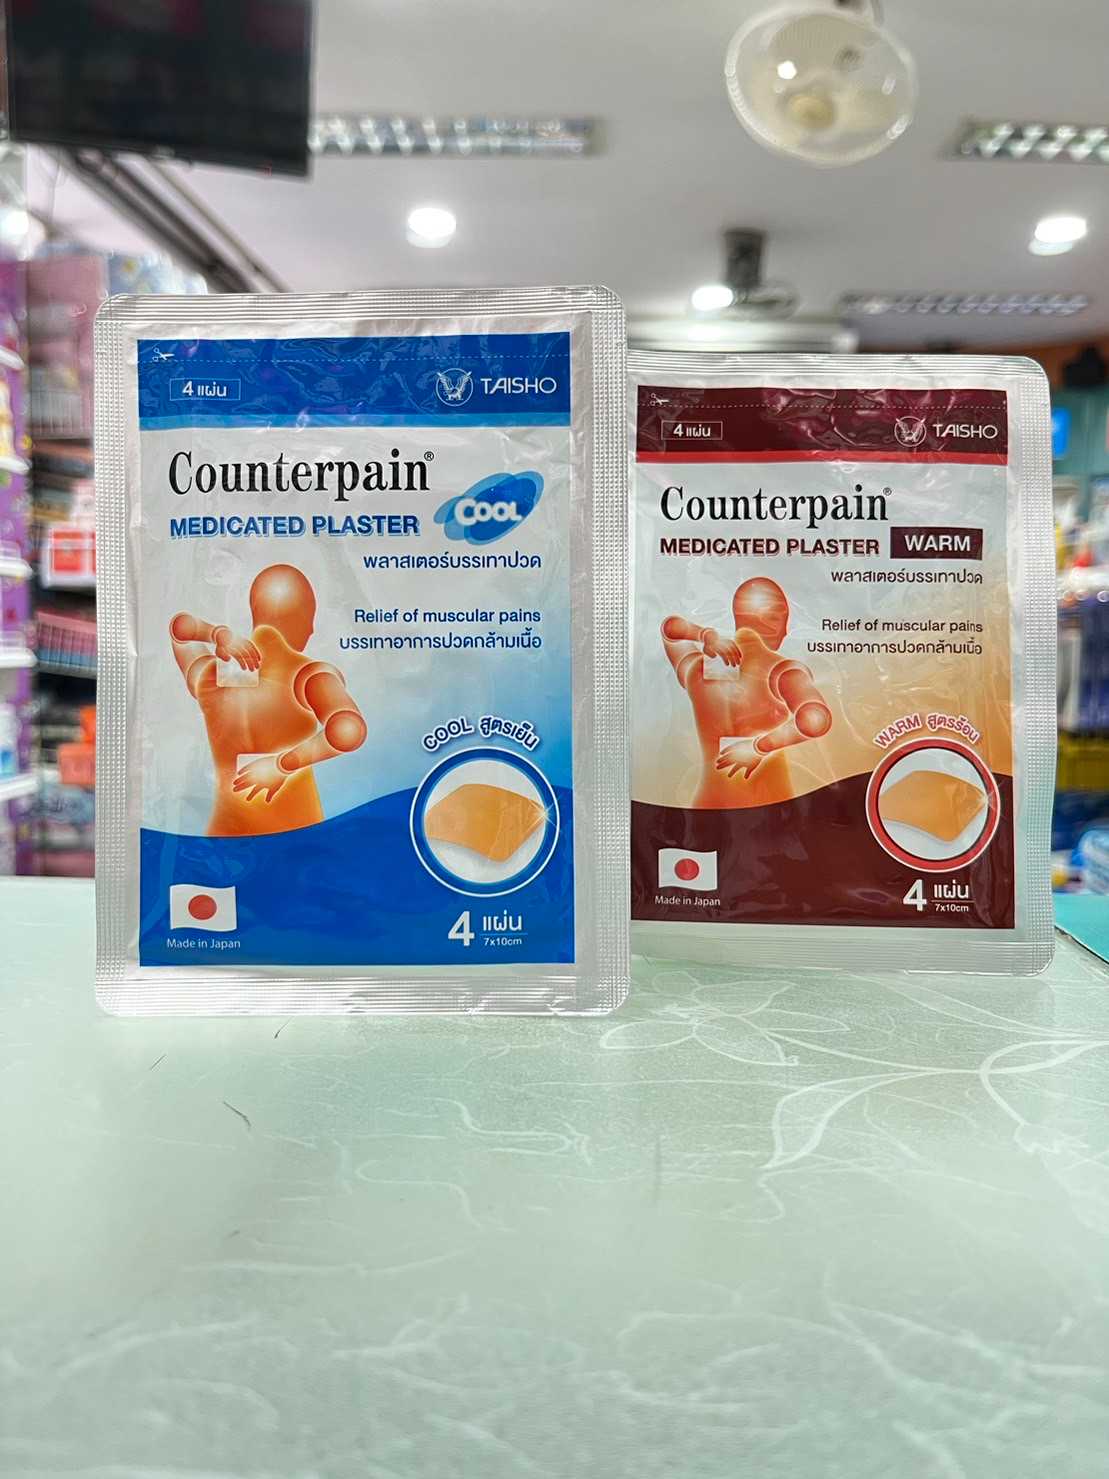 4 แผ่น
TAISHO
Counterpain®
MEDICATED PLASTER COOL
พลาสเตอร์บรรเทาปวด
Relief of muscular pains
บรรเทาอาการปวดกล้ามเนื้อ
COOL สูตรเย็น
Made in Japan
4 แผ่น
7x10cm
4 แผ่น
TAISHO
Counterpain®
MEDICATED PLASTER WARM
พลาสเตอร์บรรเทาปวด
Relief of muscular pains
บรรเทาอาการปวดกล้ามเนื้อ
WARM สูตรร้อน
Made in Japan
4 แผ่น
7x10cm